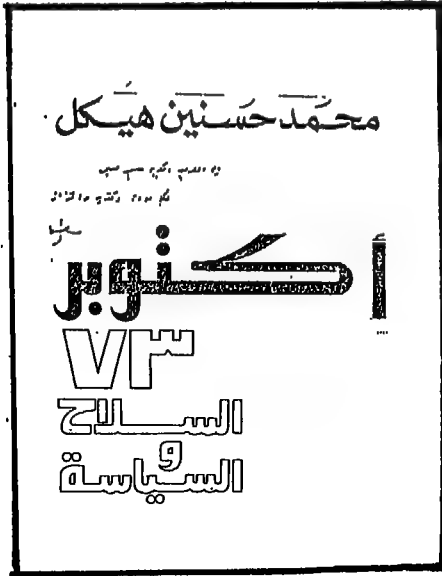 محمد حسنين هيكل
أكتوبر
٧٣
السلاح
و
السياسة